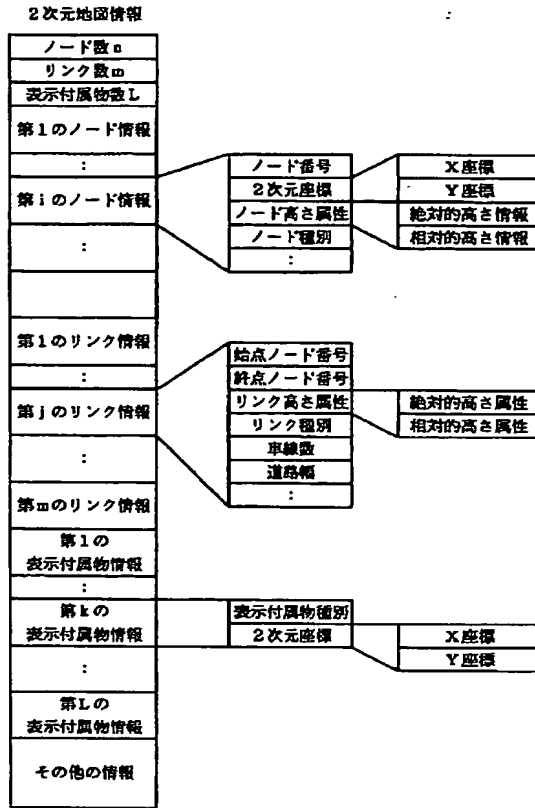 2次元地図情報
ノード数n
リンク数m
表示付属物数L
第1のノード情報
:
第iのノード情報
:
第1のリンク情報
:
第jのリンク情報
:
第mのリンク情報
第1の
表示付属物情報
:
第kの
表示付属物情報
:
第Lの
表示付属物情報
その他の情報
ノード番号
2次元座標
ノード高さ属性
ノード種別
:
X座標
Y座標
絶対的高さ情報
相対的高さ情報
始点ノード番号
終点ノード番号
リンク高さ属性
リンク種別
車線数
道路幅
:
絶対的高さ属性
相対的高さ属性
表示付属物種別
2次元座標
X座標
Y座標